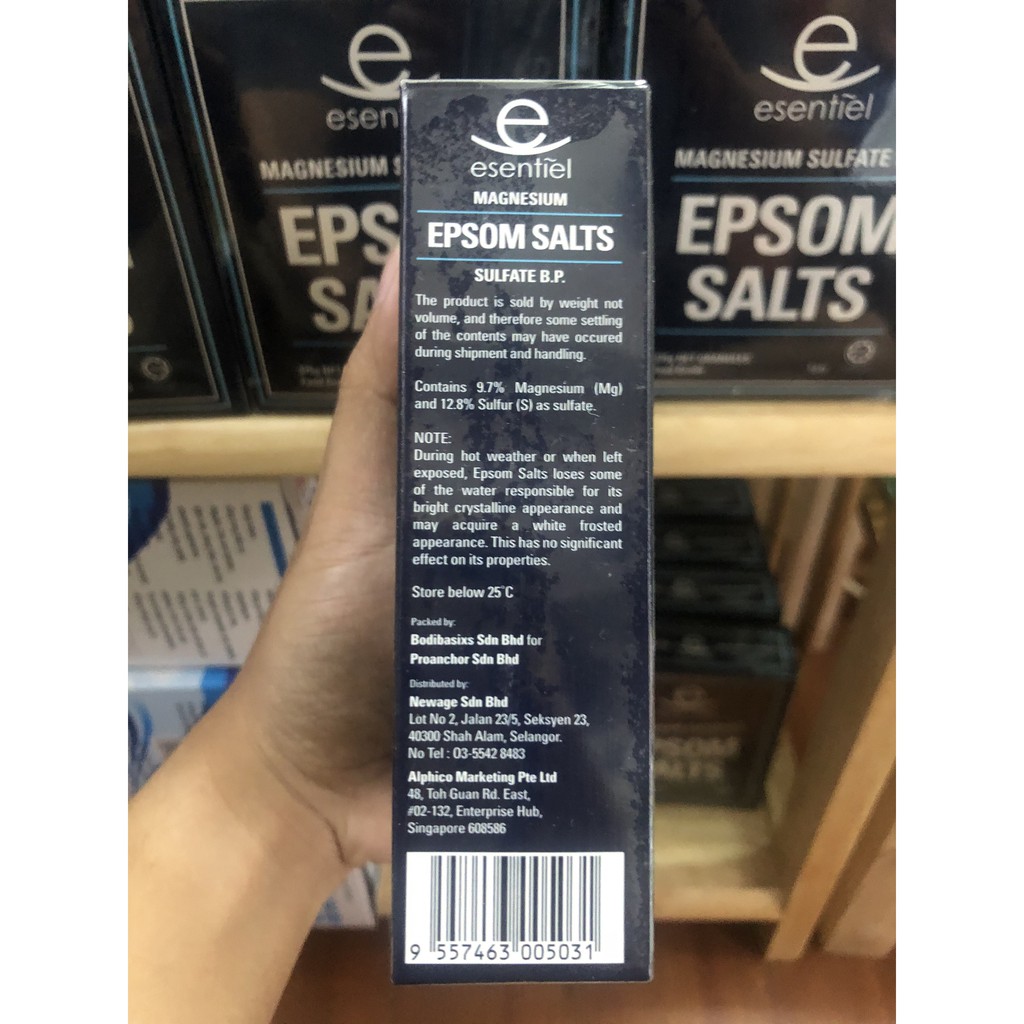 e
esentiel
MAGNESIUM
EPSOM SALTS
SULFATE B.P.
The product is sold by weight not
volume, and therefore some settling
of the contents may have occured
during shipment and handling.
Contains 9.7% Magnesium (Mg)
and 12.8% Sulfur (S) as sulfate.
NOTE:
During hot weather or when left
exposed, Epsom Salts loses some
of the water responsible for its
bright crystalline appearance and
may acquire a white frosted
appearance. This has no significant
effect on its properties.
Store below 25°C
Packed by:
Bodibasixs Sdn Bhd for
Proanchor Sdn Bhd
Distributed by:
Newage Sdn Bhd
Lot No 2, Jalan 23/5, Seksyen 23,
40300 Shah Alam, Selangor.
No Tel : 03-5542 8483
Alphico Marketing Pte Ltd
48, Toh Guan Rd. East,
#02-132, Enterprise Hub,
Singapore 608586
9 557463 005031
e
esen
MAGNESIUM S
EPS
SA
e
esentiel
MAGNESIUM SULFATE
EPSOM
SALTS